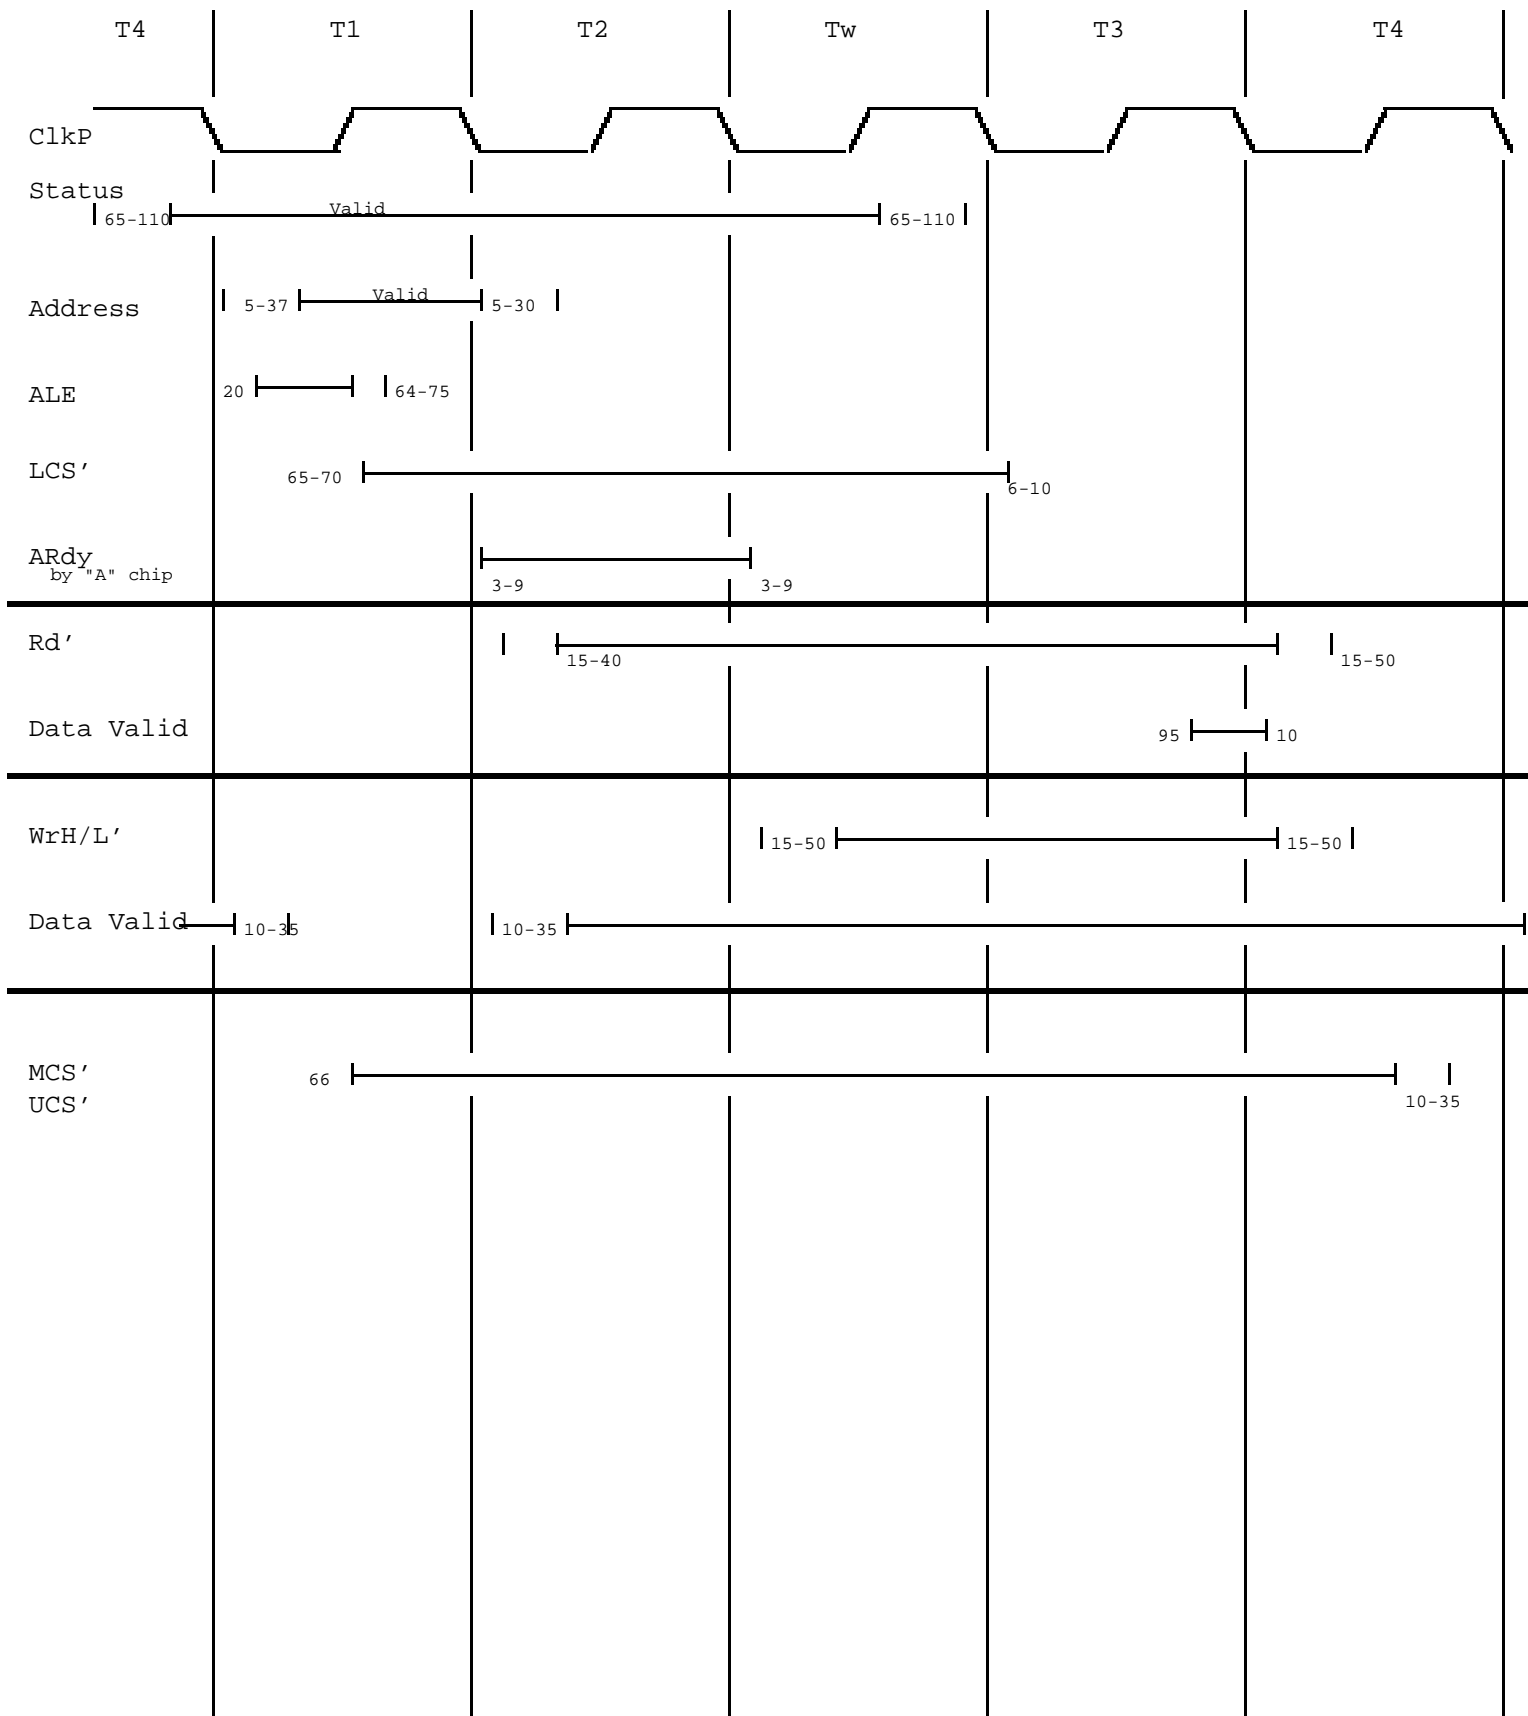 T4 T1 T2 Tw T3 T4
ClkP
Status
65-110 Valid 65-110
Address 5-37 Valid 5-30
ALE 20 64-75
LCS' 65-70 6-10
ARdy
by "A" chip
3-9 3-9
Rd' 15-40 15-50
Data Valid 95 10
WrH/L' 15-50 15-50
Data Valid 10-35 10-35
MCS' 66
UCS' 10-35